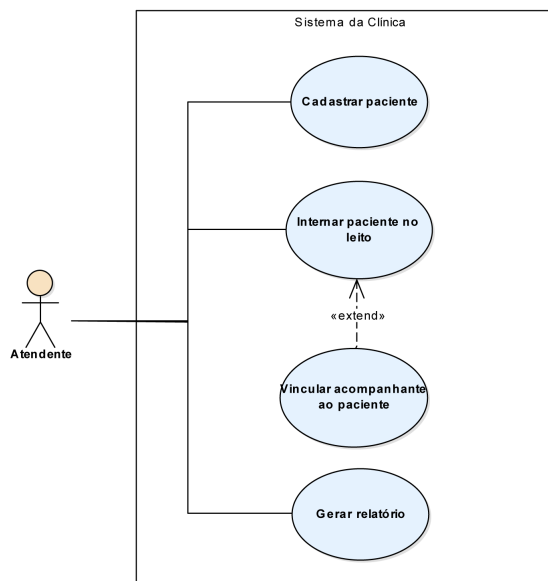 Sistema da Clínica
Cadastrar paciente
Internar paciente no
leito
«extend»
Atendente
Vincular acompanhante
ao paciente
Gerar relatório